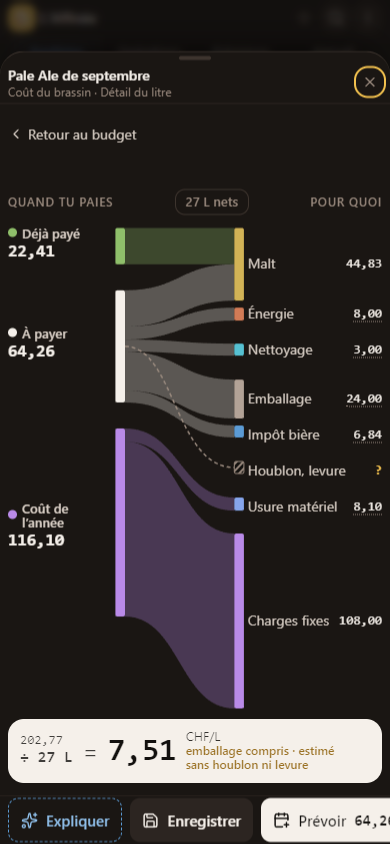 Pale Ale de septembre
Coût du brassin · Détail du litre
Retour au budget
QUAND TU PAIES
27 L nets
POUR QUOI
Déjà payé
22,41
À payer
64,26
Coût de
l'année
116,10
Malt 44,83
Énergie 8,00
Nettoyage 3,00
Emballage 24,00
Impôt bière 6,84
Houblon, levure ?
Usure matériel 8,10
Charges fixes 108,00
202,77
÷ 27 L
= 7,51
CHF/L
emballage compris · estimé
sans houblon ni levure
Expliquer
Enregistrer
Prévoir 64,2